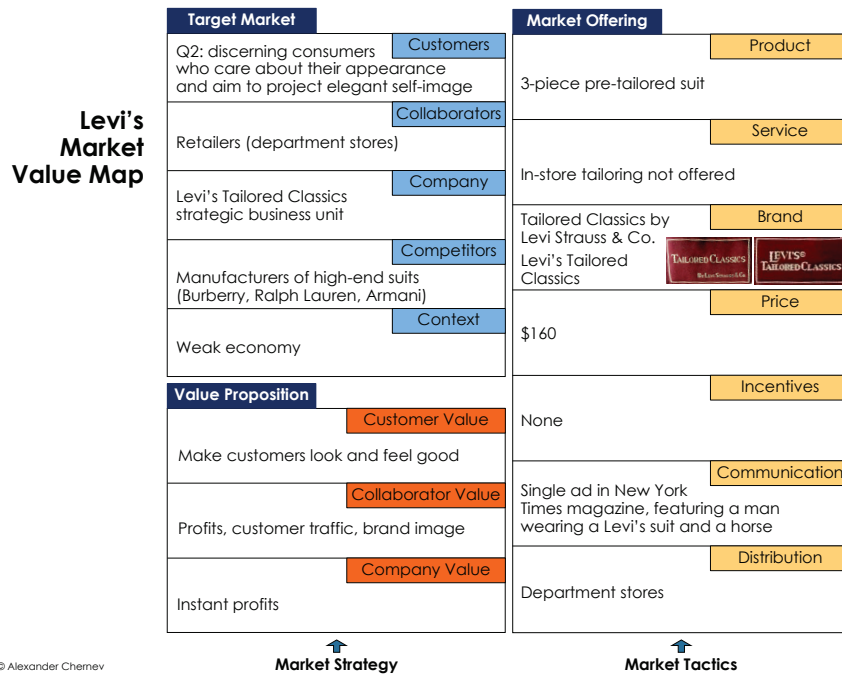 Levi's
Market
Value Map
Target Market
Customers
Q2: discerning consumers
who care about their appearance
and aim to project elegant self-image
Collaborators
Retailers (department stores)
Company
Levi's Tailored Classics
strategic business unit
Competitors
Manufacturers of high-end suits
(Burberry, Ralph Lauren, Armani)
Context
Weak economy
Value Proposition
Customer Value
Make customers look and feel good
Collaborator Value
Profits, customer traffic, brand image
Company Value
Instant profits
Market Strategy
Market Offering
Product
3-piece pre-tailored suit
Service
In-store tailoring not offered
Brand
Tailored Classics by
Levi Strauss & Co.
Levi's Tailored
Classics
TAILORED CLASSICS
By LEVI STRAUSS & Co.
LEVI'S®
TAILORED CLASSICS
Price
$160
Incentives
None
Communication
Single ad in New York
Times magazine, featuring a man
wearing a Levi's suit and a horse
Distribution
Department stores
Market Tactics
© Alexander Chernev